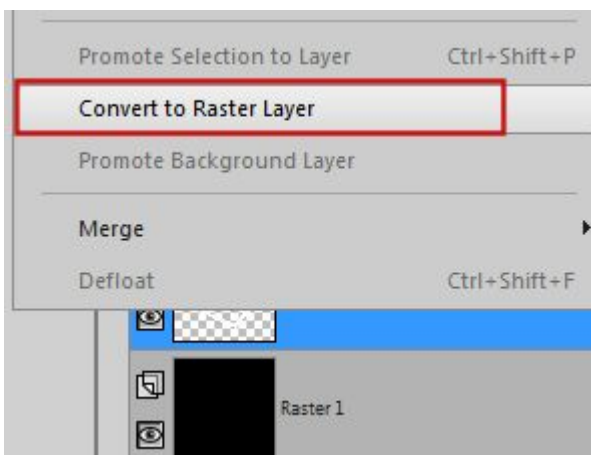 Promote Selection to Layer Ctrl+Shift+P
Convert to Raster Layer
Promote Background Layer
Merge
Defloat Ctrl+Shift+F
Raster 1